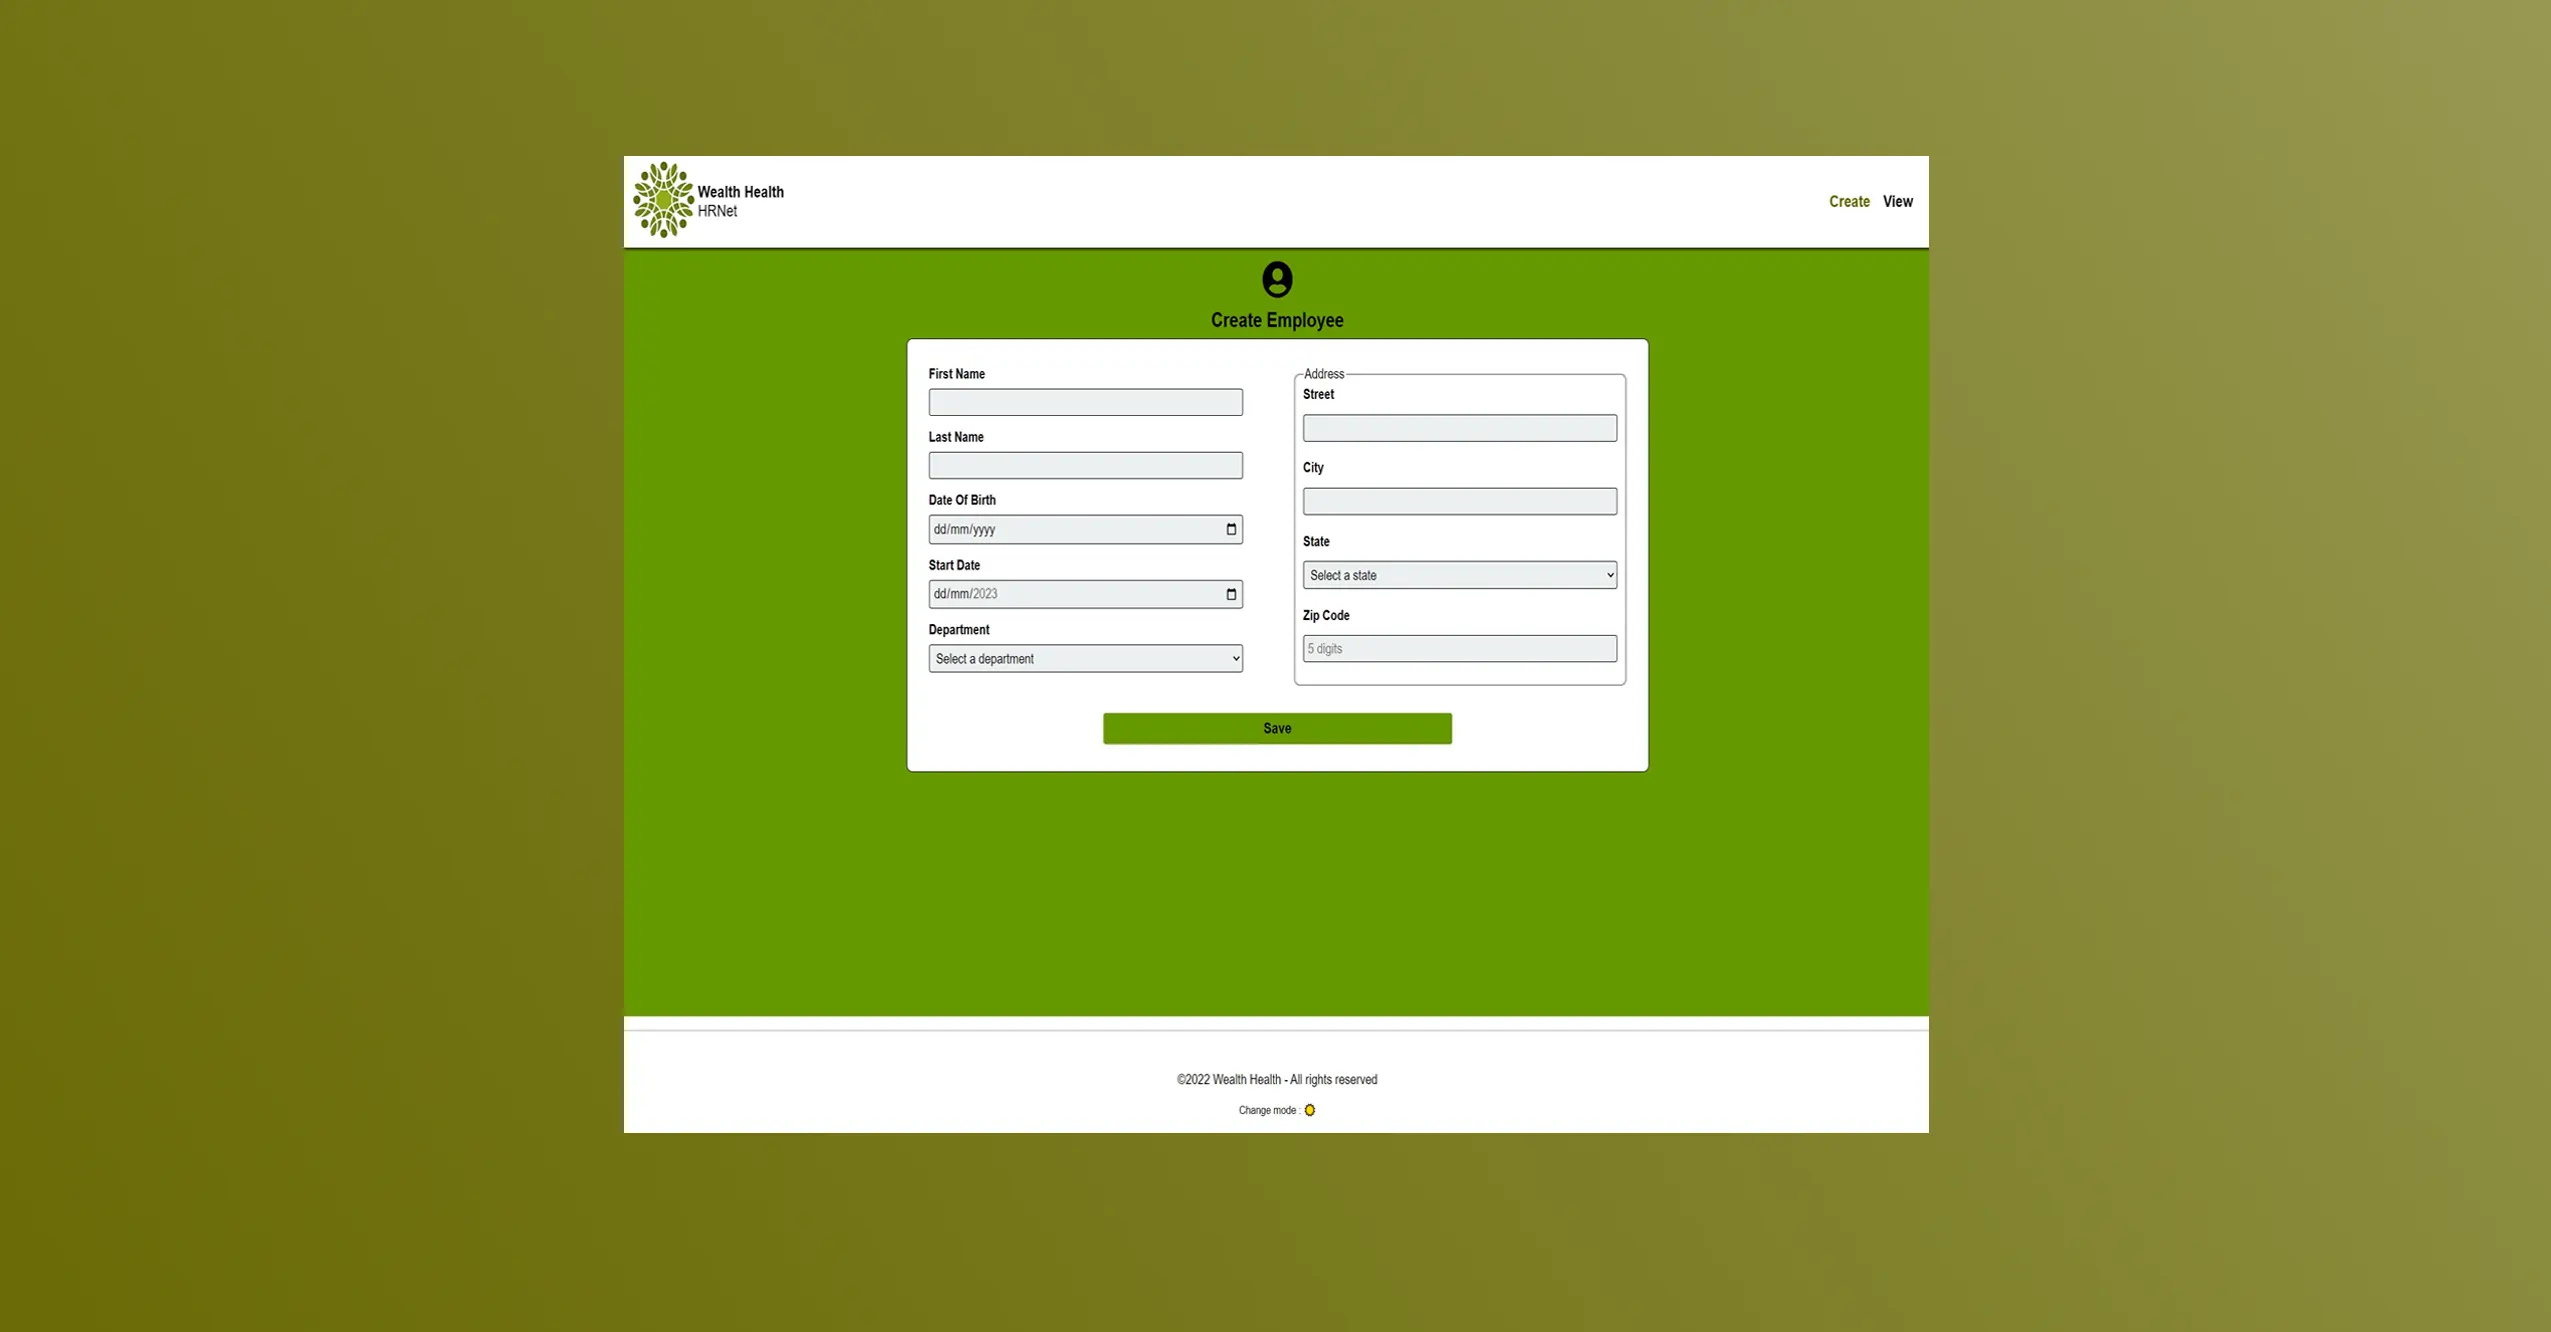 Wealth Health
HRNet
Create View
Create Employee
First Name
Last Name
Date Of Birth
dd/mm/yyyy
Start Date
dd/mm/2023
Department
Select a department
Address
Street
City
State
Select a state
Zip Code
5 digits
Save
©2022 Wealth Health - All rights reserved
Change mode :